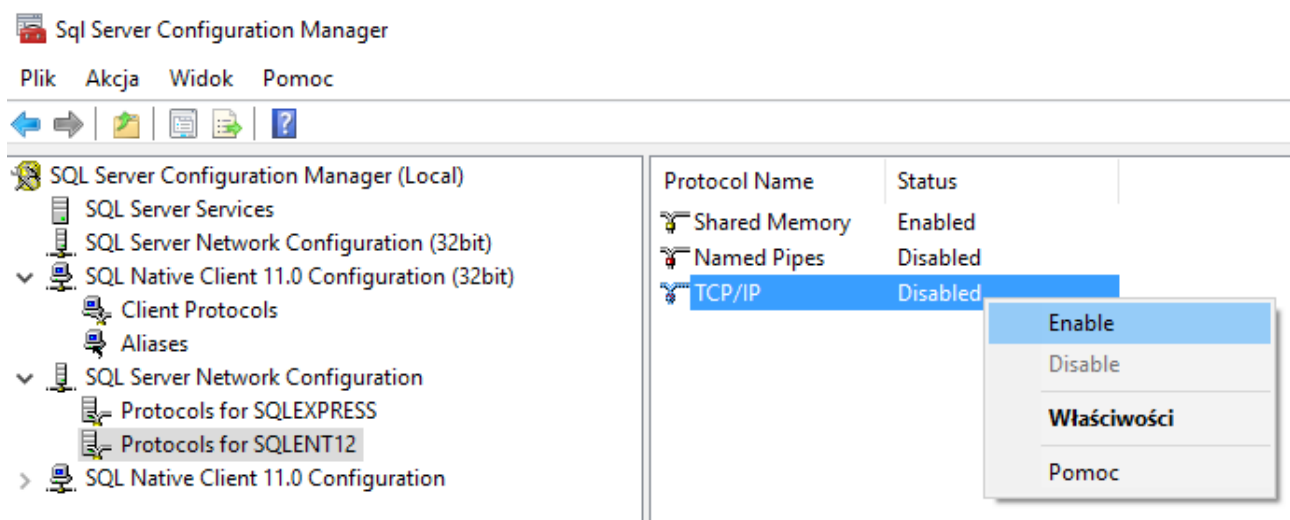 Sql Server Configuration Manager
Plik Akcja Widok Pomoc
SQL Server Configuration Manager (Local)
SQL Server Services
SQL Server Network Configuration (32bit)
SQL Native Client 11.0 Configuration (32bit)
Client Protocols
Aliases
SQL Server Network Configuration
Protocols for SQLEXPRESS
Protocols for SQLENT12
SQL Native Client 11.0 Configuration
Protocol Name Status
Shared Memory Enabled
Named Pipes Disabled
TCP/IP Disabled
Enable
Disable
Właściwości
Pomoc